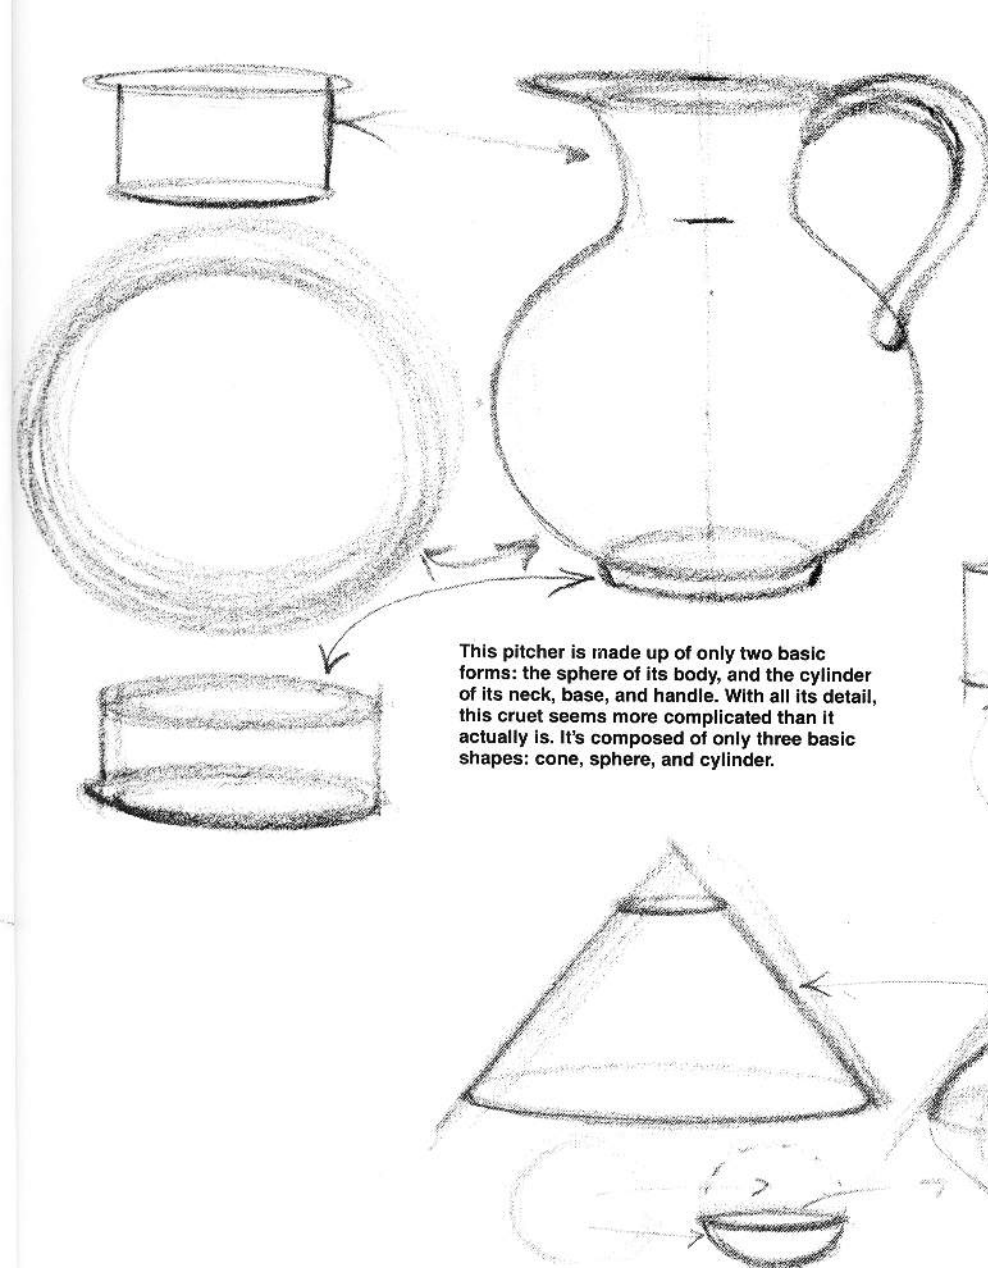 This pitcher is made up of only two basic
forms: the sphere of its body, and the cylinder
of its neck, base, and handle. With all its detail,
this cruet seems more complicated than it
actually is. It's composed of only three basic
shapes: cone, sphere, and cylinder.